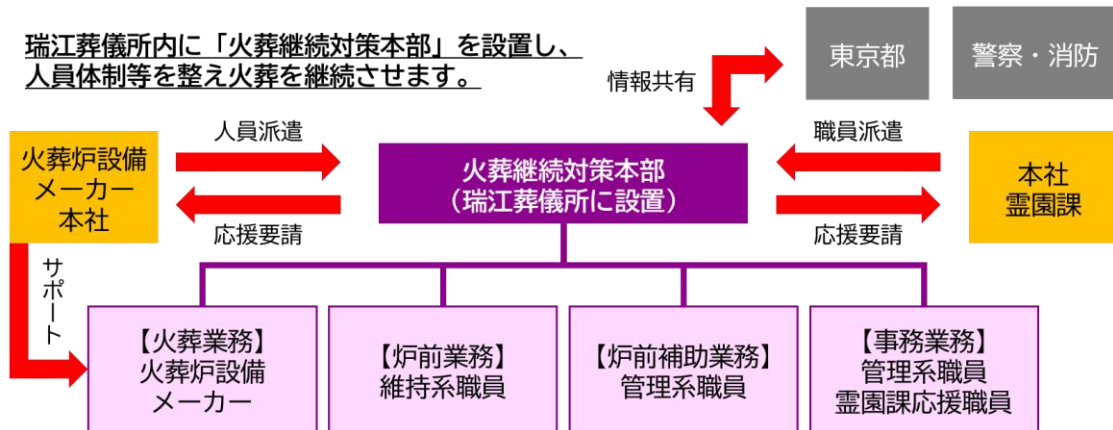 瑞江葬儀所内に「火葬継続対策本部」を設置し、
人員体制等を整え火葬を継続させます。
情報共有
東京都
警察・消防
火葬炉設備
メーカー
本社
人員派遣
応援要請
火葬継続対策本部
（瑞江葬儀所に設置）
職員派遣
応援要請
本社
霊園課
サポート
【火葬業務】
火葬炉設備
メーカー
【炉前業務】
維持系職員
【炉前補助業務】
管理系職員
【事務業務】
管理系職員
霊園課応援職員